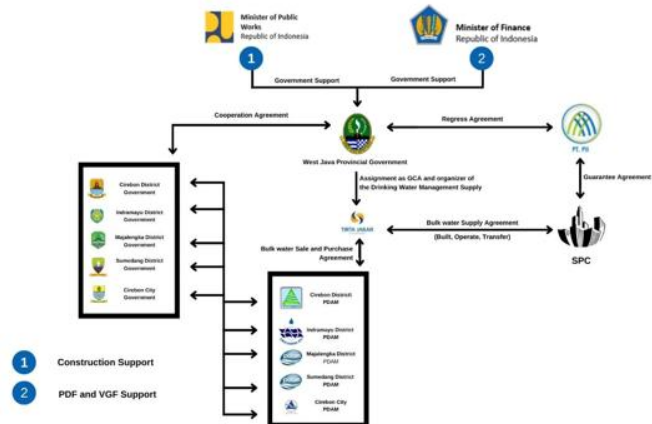 Minister of Public
Works
Republic of Indonesia
Minister of Finance
Republic of Indonesia
1
2
Government Support
Government Support
Cooperation Agreement
Regress Agreement
PT. PII
West Java Provincial Government
Guarantee Agreement
Assignment as GCA and organizer of
the Drinking Water Management Supply
Cirebon District
Government
Indramayu District
Government
Majalengka District
Government
Sumedang District
Government
Cirebon City
Government
TIRTA JABAR
Bulk water Supply Agreement
(Built, Operate, Transfer)
SPC
Bulk water Sale and Purchase
Agreement
Cirebon District
PDAM
Indramayu District
PDAM
Majalengka District
PDAM
Sumedang District
PDAM
Cirebon City
PDAM
1
Construction Support
2
PDF and VGF Support